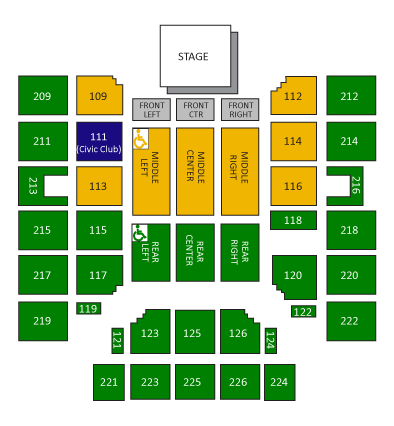 STAGE
FRONT
LEFT
FRONT
CTR
FRONT
RIGHT
209
109
112
212
211
111
(Civic Club)
MIDDLE
LEFT
MIDDLE
CENTER
MIDDLE
RIGHT
114
214
213
113
116
216
215
115
118
218
REAR
LEFT
REAR
CENTER
REAR
RIGHT
217
117
120
220
219
119
122
222
121
123
125
126
124
221
223
225
226
224